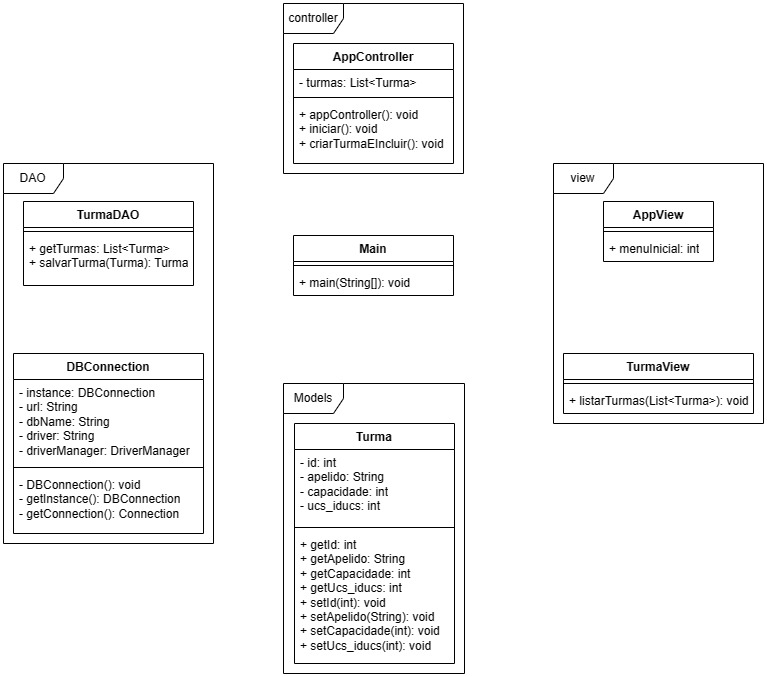 controller
AppController
- turmas: List<Turma>
+ appController(): void
+ iniciar(): void
+ criarTurmaEIncluir(): void
DAO
TurmaDAO
+ getTurmas: List<Turma>
+ salvarTurma(Turma): Turma
DBConnection
- instance: DBConnection
- url: String
- dbName: String
- driver: String
- driverManager: DriverManager
- DBConnection(): void
- getInstance(): DBConnection
- getConnection(): Connection
Main
+ main(String[]): void
view
AppView
+ menuInicial: int
TurmaView
+ listarTurmas(List<Turma>): void
Models
Turma
- id: int
- apelido: String
- capacidade: int
- ucs_iducs: int
+ getId: int
+ getApelido: String
+ getCapacidade: int
+ getUcs_iducs: int
+ setId(int): void
+ setApelido(String): void
+ setCapacidade(int): void
+ setUcs_iducs(int): void